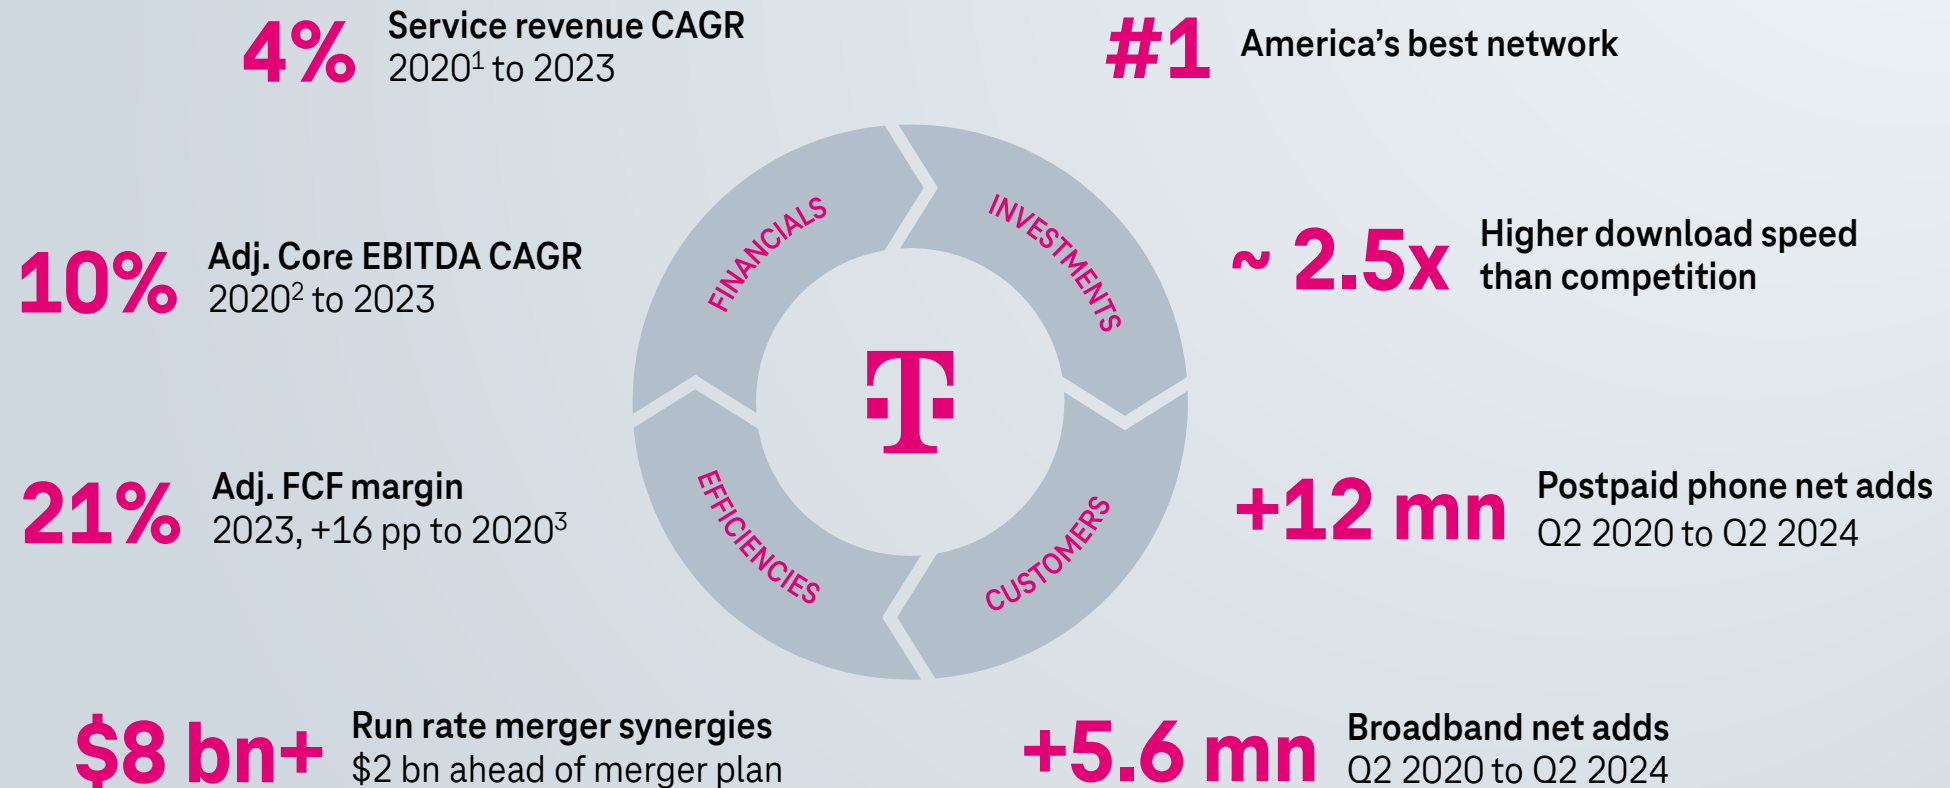 4%
Service revenue CAGR
2020¹ to 2023
#1
America's best network
10%
Adj. Core EBITDA CAGR
2020² to 2023
~ 2.5x
Higher download speed
than competition
21%
Adj. FCF margin
2023, +16 pp to 2020³
+12 mn
Postpaid phone net adds
Q2 2020 to Q2 2024
$8 bn+
Run rate merger synergies
$2 bn ahead of merger plan
+5.6 mn
Broadband net adds
Q2 2020 to Q2 2024
FINANCIALS
INVESTMENTS
T
EFFICIENCIES
CUSTOMERS